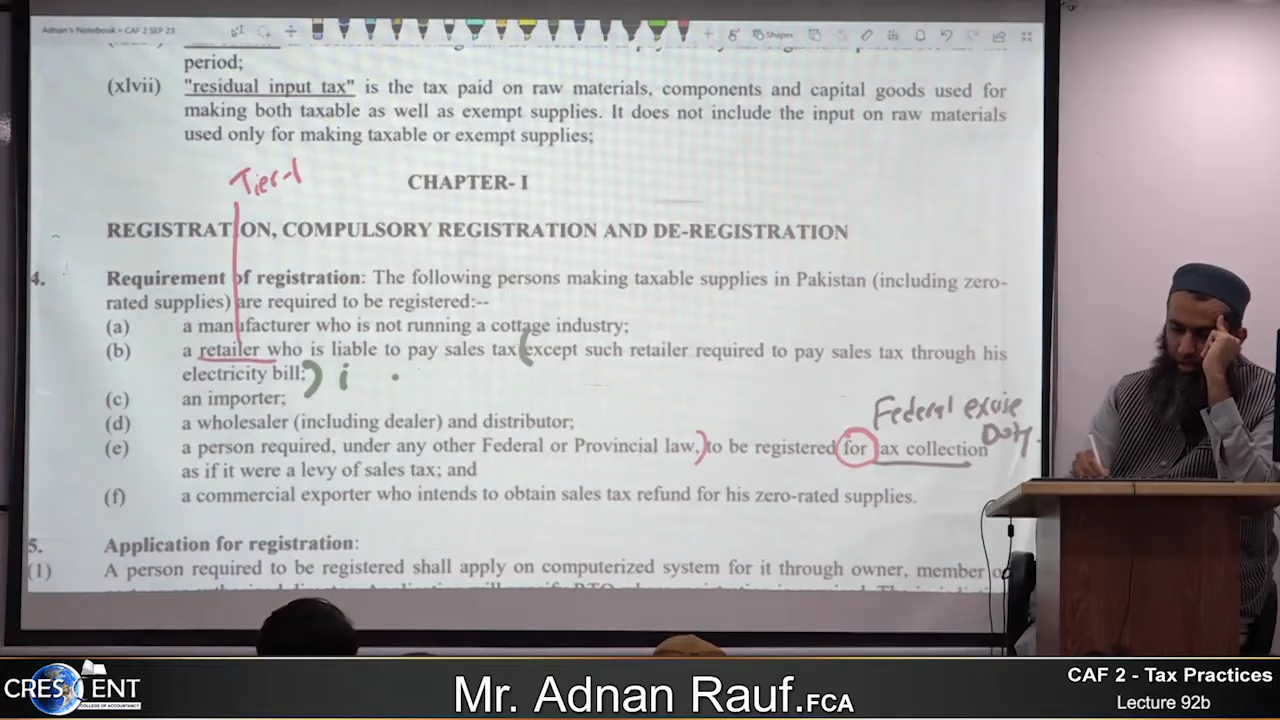 Adnan's Notebook • CAF 2 SEP 23
Shapes
period;
(xlvii) "residual input tax" is the tax paid on raw materials, components and capital goods used for
making both taxable as well as exempt supplies. It does not include the input on raw materials
used only for making taxable or exempt supplies;
Tier-1
CHAPTER- I
REGISTRATION, COMPULSORY REGISTRATION AND DE-REGISTRATION
4. Requirement of registration: The following persons making taxable supplies in Pakistan (including zero-
rated supplies) are required to be registered:--
(a) a manufacturer who is not running a cottage industry;
(b) a retailer who is liable to pay sales tax (except such retailer required to pay sales tax through his
electricity bill;) i .
(c) an importer;
Federal excise
(d) a wholesaler (including dealer) and distributor;
Duty
(e) a person required, under any other Federal or Provincial law,) to be registered for tax collection
as if it were a levy of sales tax; and
(f) a commercial exporter who intends to obtain sales tax refund for his zero-rated supplies.
5. Application for registration:
(1) A person required to be registered shall apply on computerized system for it through owner, member
CRESCENT
COLLEGE OF ACCOUNTANCY
Mr. Adnan Rauf.FCA
CAF 2 - Tax Practices
Lecture 92b